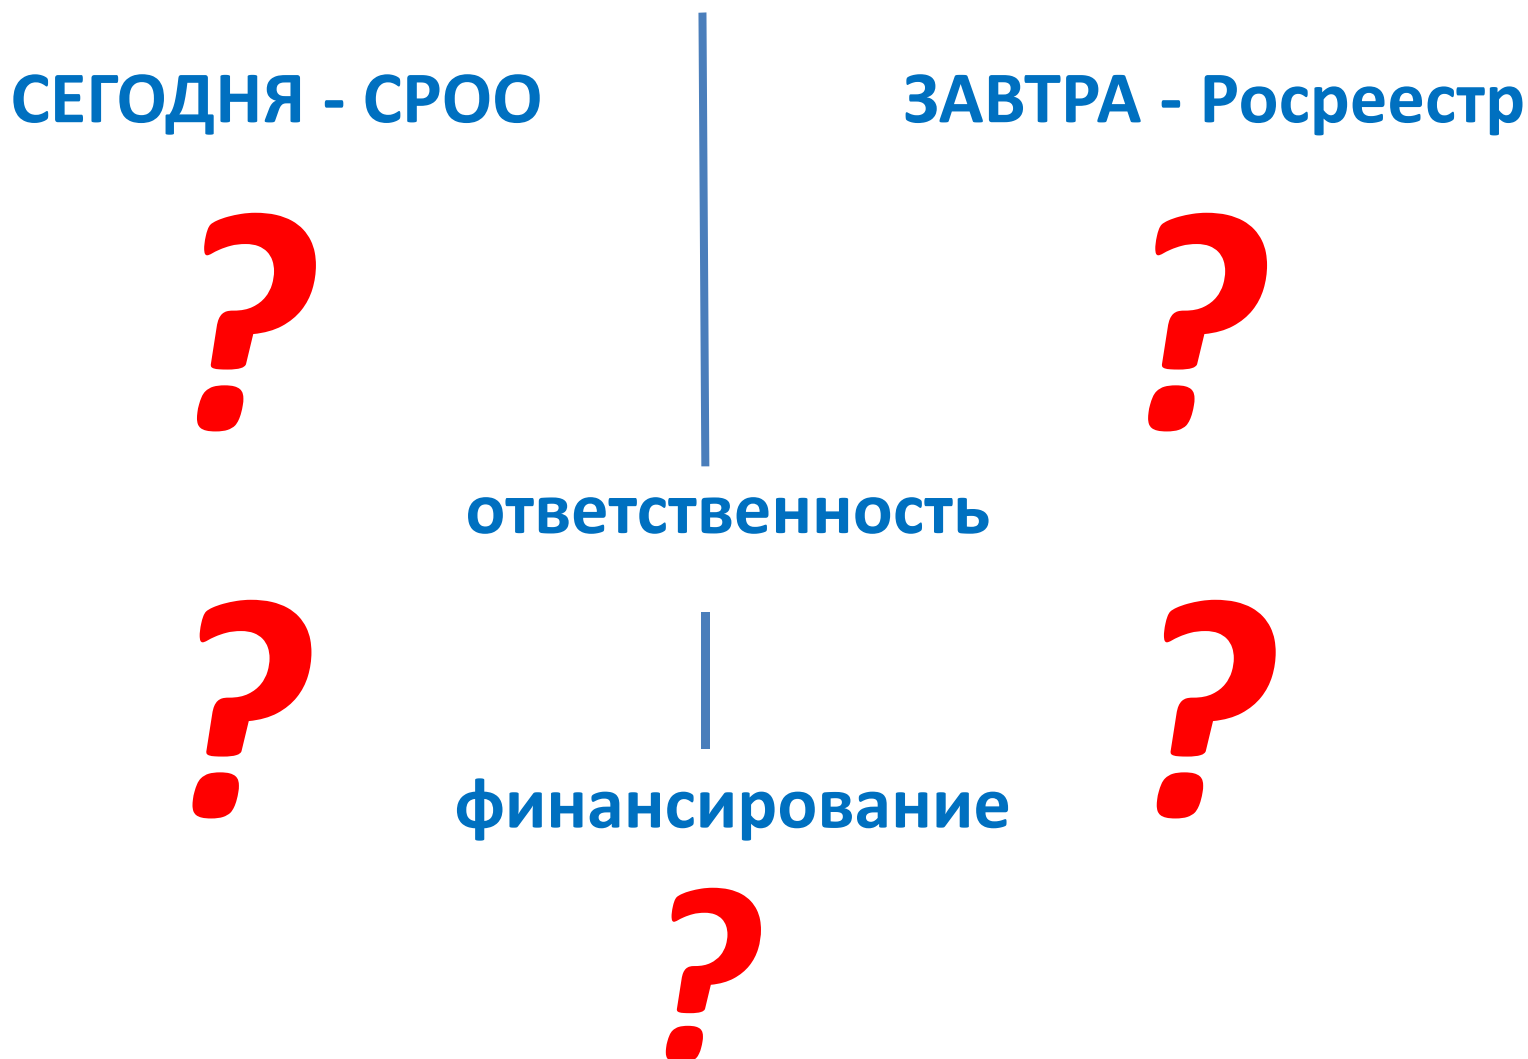 СЕГОДНЯ - СРОО
ЗАВТРА - Росреестр
? ?
ответственность
? ?
финансирование
?